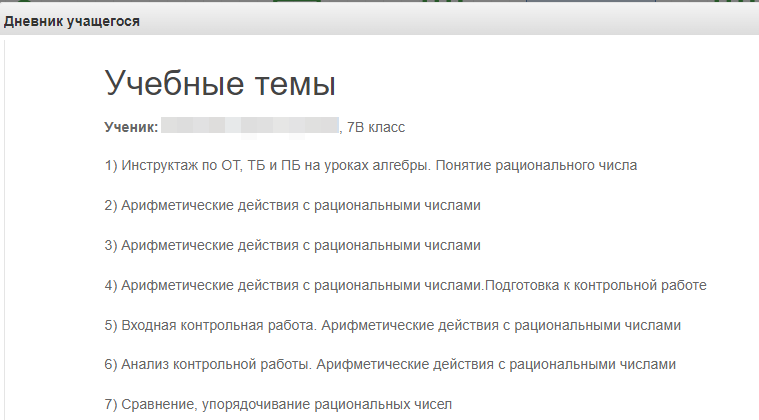 Дневник учащегося
Учебные темы
Ученик: , 7В класс
1) Инструктаж по ОТ, ТБ и ПБ на уроках алгебры. Понятие рационального числа
2) Арифметические действия с рациональными числами
3) Арифметические действия с рациональными числами
4) Арифметические действия с рациональными числами.Подготовка к контрольной работе
5) Входная контрольная работа. Арифметические действия с рациональными числами
6) Анализ контрольной работы. Арифметические действия с рациональными числами
7) Сравнение, упорядочивание рациональных чисел